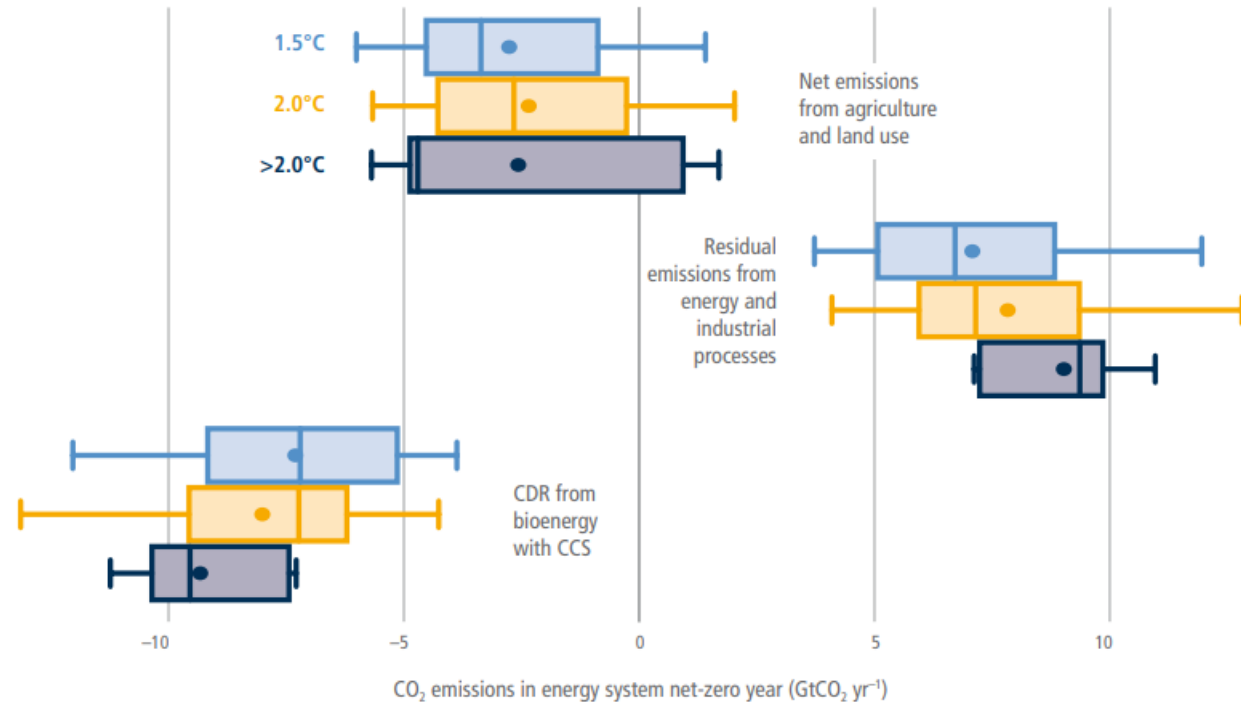 1.5°C
2.0°C
>2.0°C
Net emissions
from agriculture
and land use
Residual
emissions from
energy and
industrial
processes
CDR from
bioenergy
with CCS
–10
–5
0
5
10
CO₂ emissions in energy system net-zero year (GtCO₂ yr⁻¹)